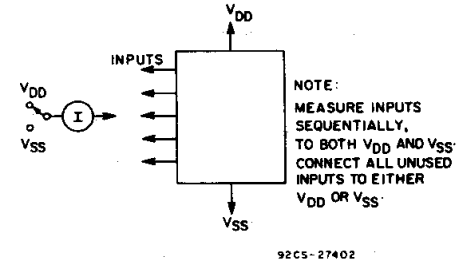 VDD
INPUTS
VDD
I
VSS
NOTE:
MEASURE INPUTS
SEQUENTIALLY,
TO BOTH VDD AND VSS.
CONNECT ALL UNUSED
INPUTS TO EITHER
VDD OR VSS.
VSS
92CS-27402